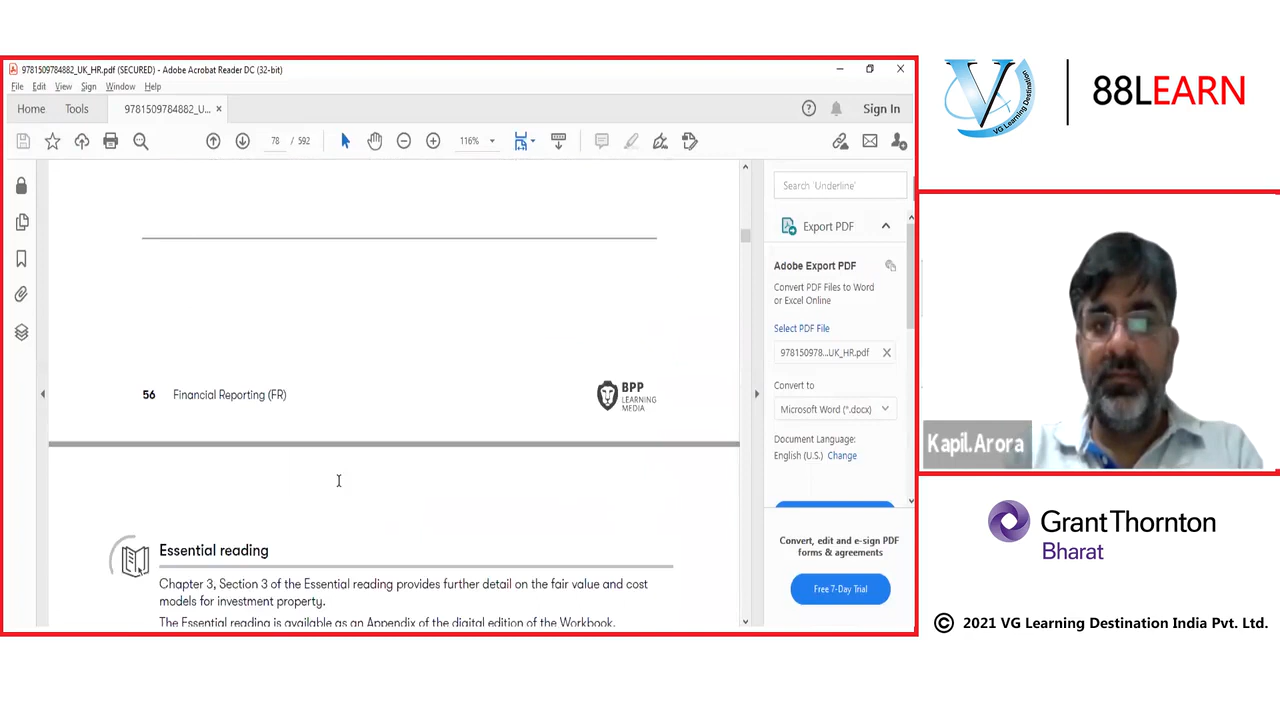 9781509784882_UK_HR.pdf (SECURED) - Adobe Acrobat Reader DC (32-bit)
File Edit View Sign Window Help
Home Tools 9781509784882_U... × Sign In
78 / 592 116%
Search 'Underline'
Export PDF
Adobe Export PDF
Convert PDF Files to Word
or Excel Online
Select PDF File
978150978...UK_HR.pdf
Convert to
Microsoft Word (*.docx)
Document Language:
English (U.S.) Change
Convert, edit and e-sign PDF
forms & agreements
Free 7-Day Trial
56 Financial Reporting (FR)
BPP
LEARNING
MEDIA
Essential reading
Chapter 3, Section 3 of the Essential reading provides further detail on the fair value and cost
models for investment property.
The Essential reading is available as an Appendix of the digital edition of the Workbook.
V
VG Learning Destination
88LEARN
Kapil.Arora
Grant Thornton
Bharat
© 2021 VG Learning Destination India Pvt. Ltd.